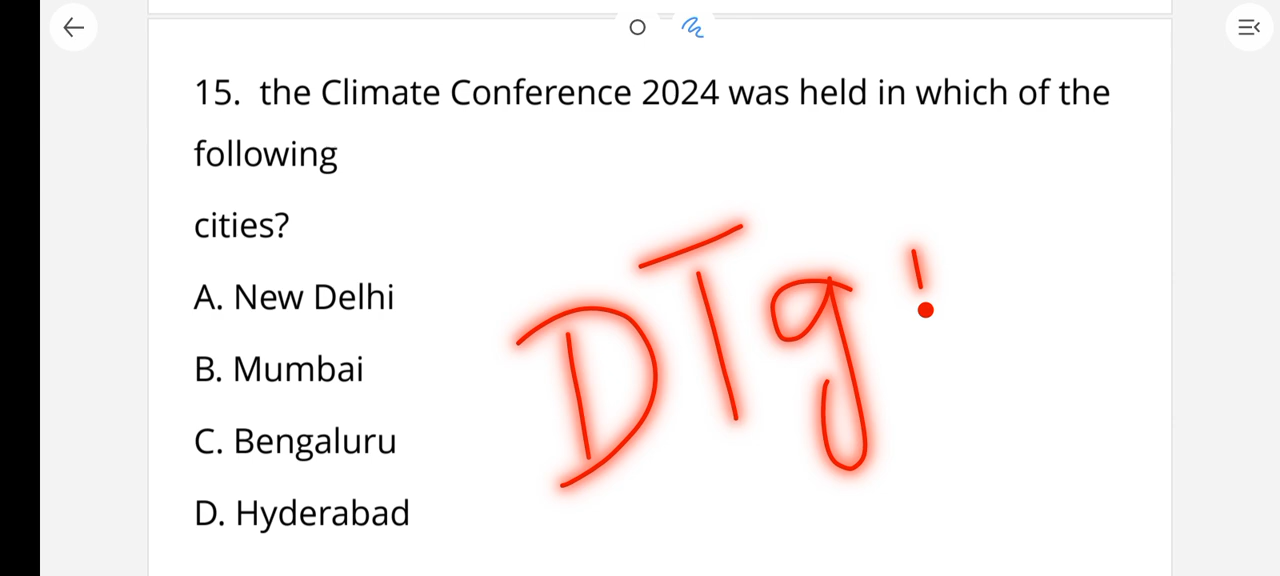 15. the Climate Conference 2024 was held in which of the
following
cities?
A. New Delhi
B. Mumbai
C. Bengaluru
D. Hyderabad
DTg!